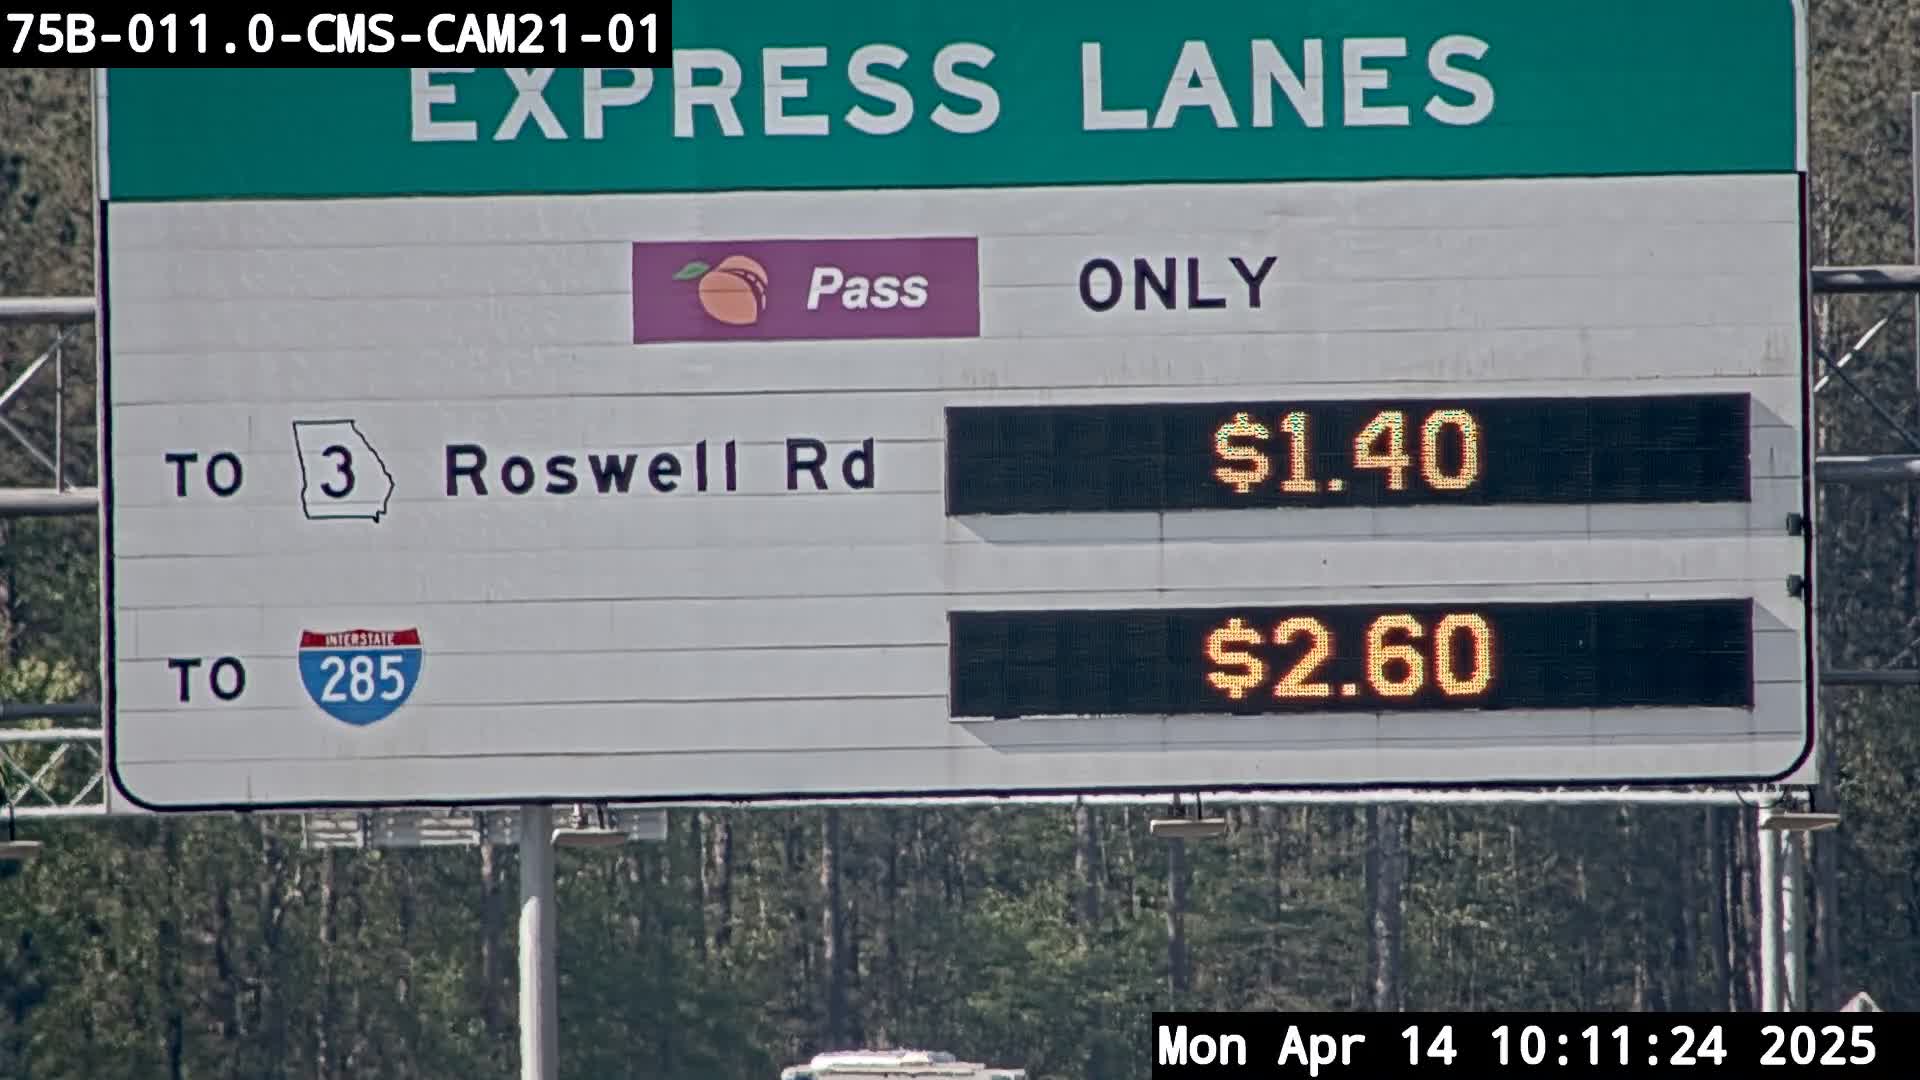 75B-011.0-CMS-CAM21-01
EXPRESS LANES
Pass ONLY
TO 3 Roswell Rd $1.40
TO INTERSTATE 285 $2.60
Mon Apr 14 10:11:24 2025